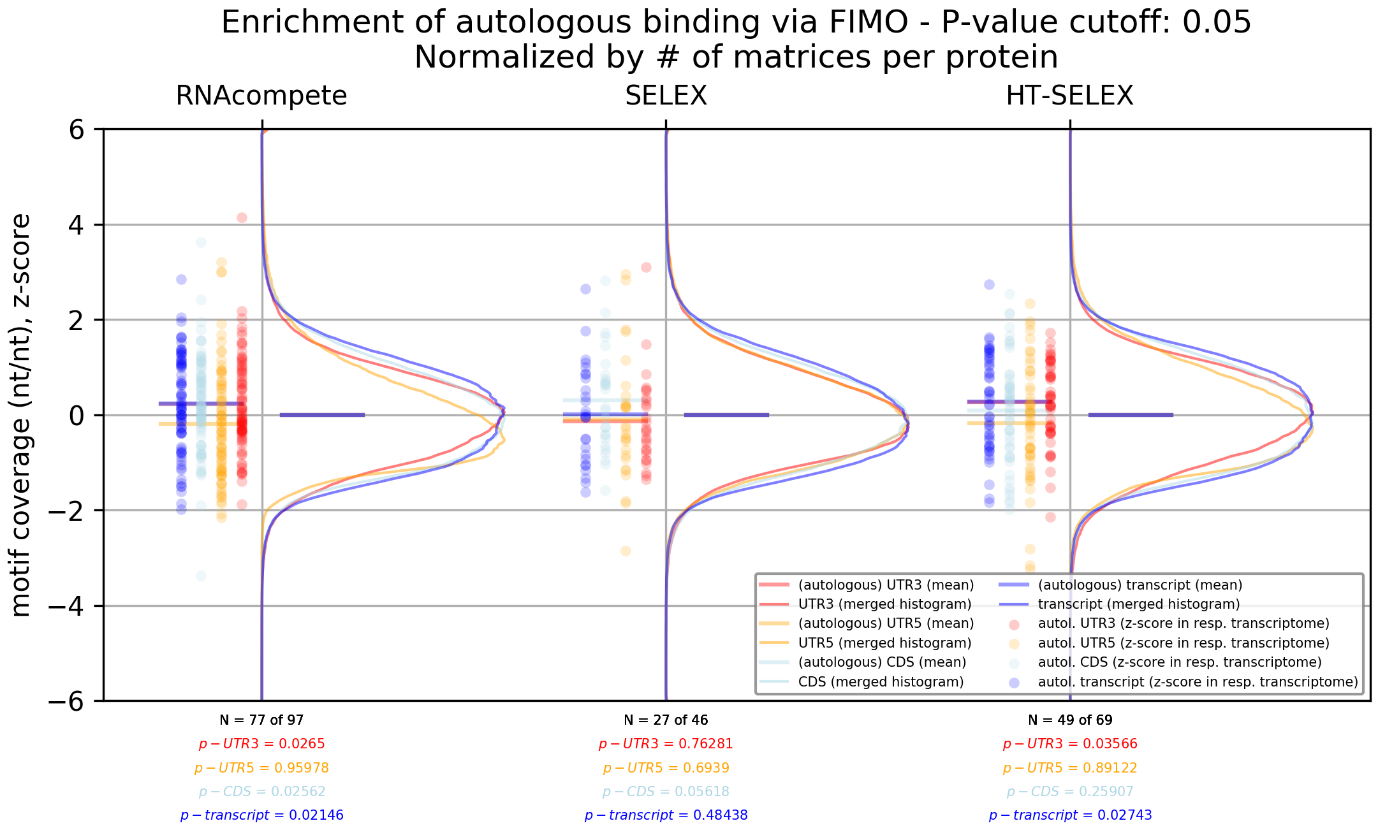 Enrichment of autologous binding via FIMO - P-value cutoff: 0.05
Normalized by # of matrices per protein
RNAcompete SELEX HT-SELEX
motif coverage (nt/nt), z-score
6
4
2
0
−2
−4
−6
(autologous) UTR3 (mean)
UTR3 (merged histogram)
(autologous) UTR5 (mean)
UTR5 (merged histogram)
(autologous) CDS (mean)
CDS (merged histogram)
(autologous) transcript (mean)
transcript (merged histogram)
autol. UTR3 (z-score in resp. transcriptome)
autol. UTR5 (z-score in resp. transcriptome)
autol. CDS (z-score in resp. transcriptome)
autol. transcript (z-score in resp. transcriptome)
N = 77 of 97
p−UTR3 = 0.0265
p−UTR5 = 0.95978
p−CDS = 0.02562
p−transcript = 0.02146
N = 27 of 46
p−UTR3 = 0.76281
p−UTR5 = 0.6939
p−CDS = 0.05618
p−transcript = 0.48438
N = 49 of 69
p−UTR3 = 0.03566
p−UTR5 = 0.89122
p−CDS = 0.25907
p−transcript = 0.02743